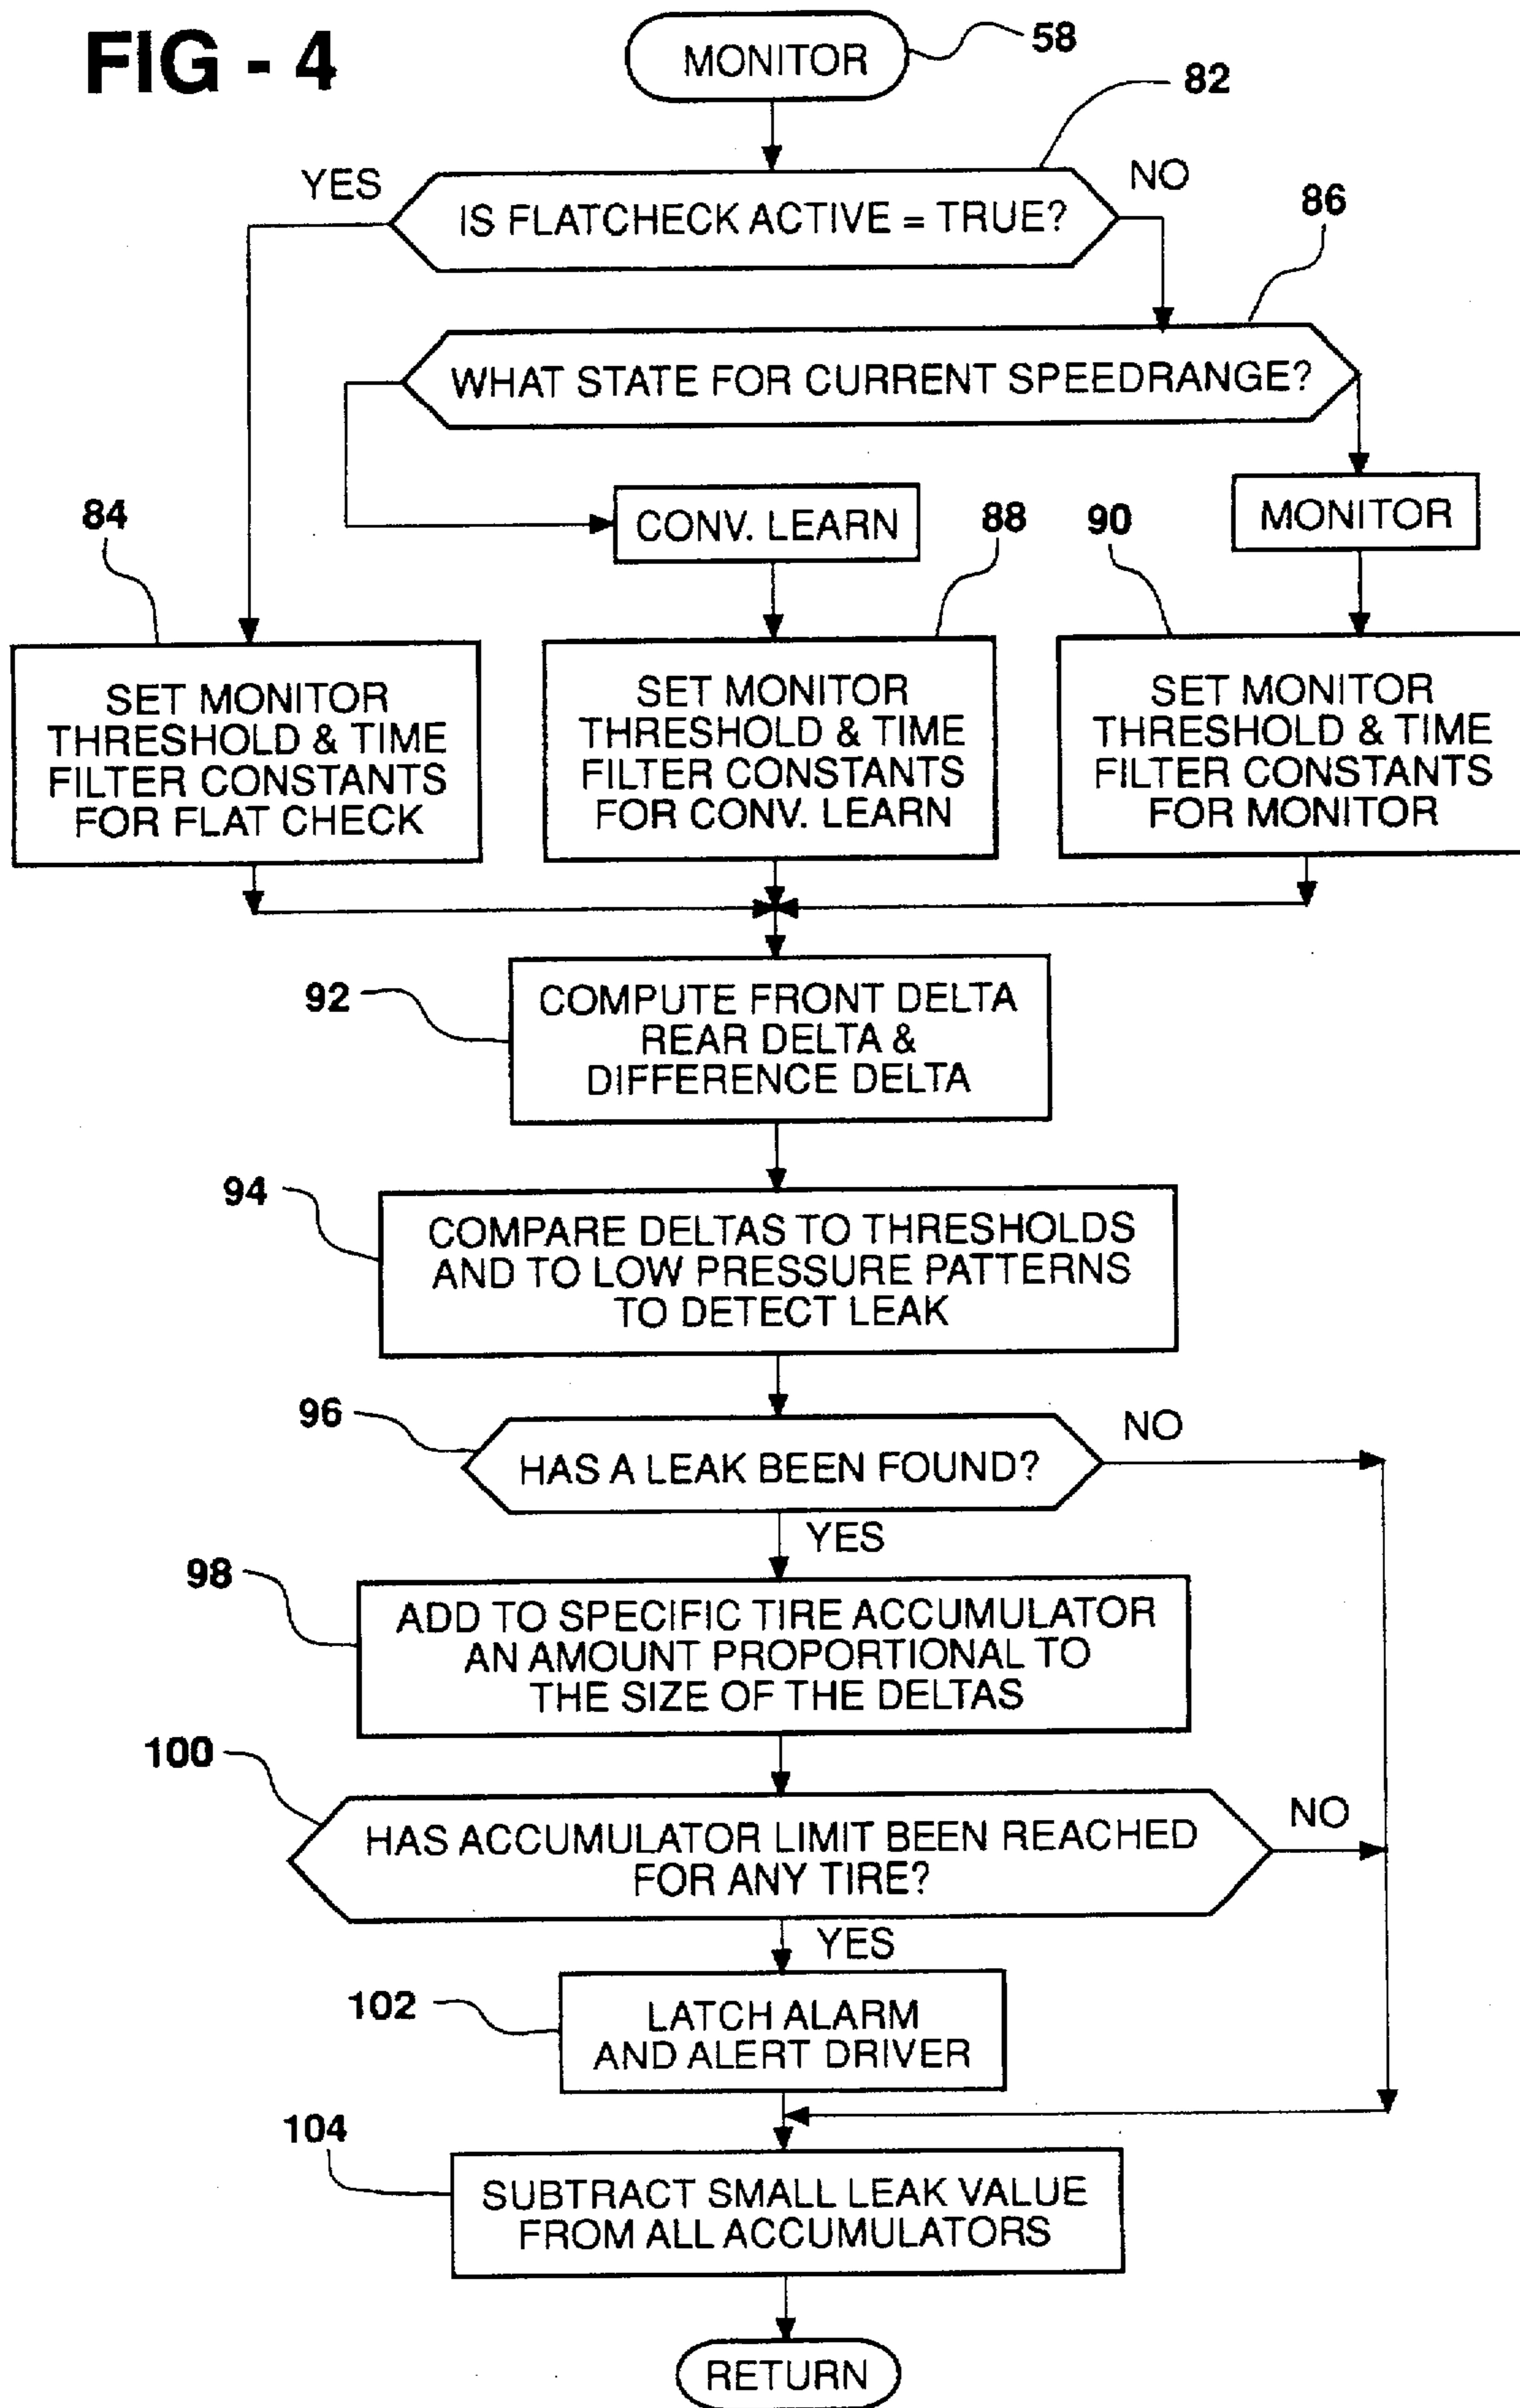 FIG - 4
MONITOR
58
82
YES
NO
IS FLATCHECK ACTIVE = TRUE?
86
WHAT STATE FOR CURRENT SPEEDRANGE?
84
CONV. LEARN
88
90
MONITOR
SET MONITOR
THRESHOLD & TIME
FILTER CONSTANTS
FOR FLAT CHECK
SET MONITOR
THRESHOLD & TIME
FILTER CONSTANTS
FOR CONV. LEARN
SET MONITOR
THRESHOLD & TIME
FILTER CONSTANTS
FOR MONITOR
92
COMPUTE FRONT DELTA
REAR DELTA &
DIFFERENCE DELTA
94
COMPARE DELTAS TO THRESHOLDS
AND TO LOW PRESSURE PATTERNS
TO DETECT LEAK
96
HAS A LEAK BEEN FOUND?
NO
YES
98
ADD TO SPECIFIC TIRE ACCUMULATOR
AN AMOUNT PROPORTIONAL TO
THE SIZE OF THE DELTAS
100
HAS ACCUMULATOR LIMIT BEEN REACHED
FOR ANY TIRE?
NO
YES
102
LATCH ALARM
AND ALERT DRIVER
104
SUBTRACT SMALL LEAK VALUE
FROM ALL ACCUMULATORS
RETURN